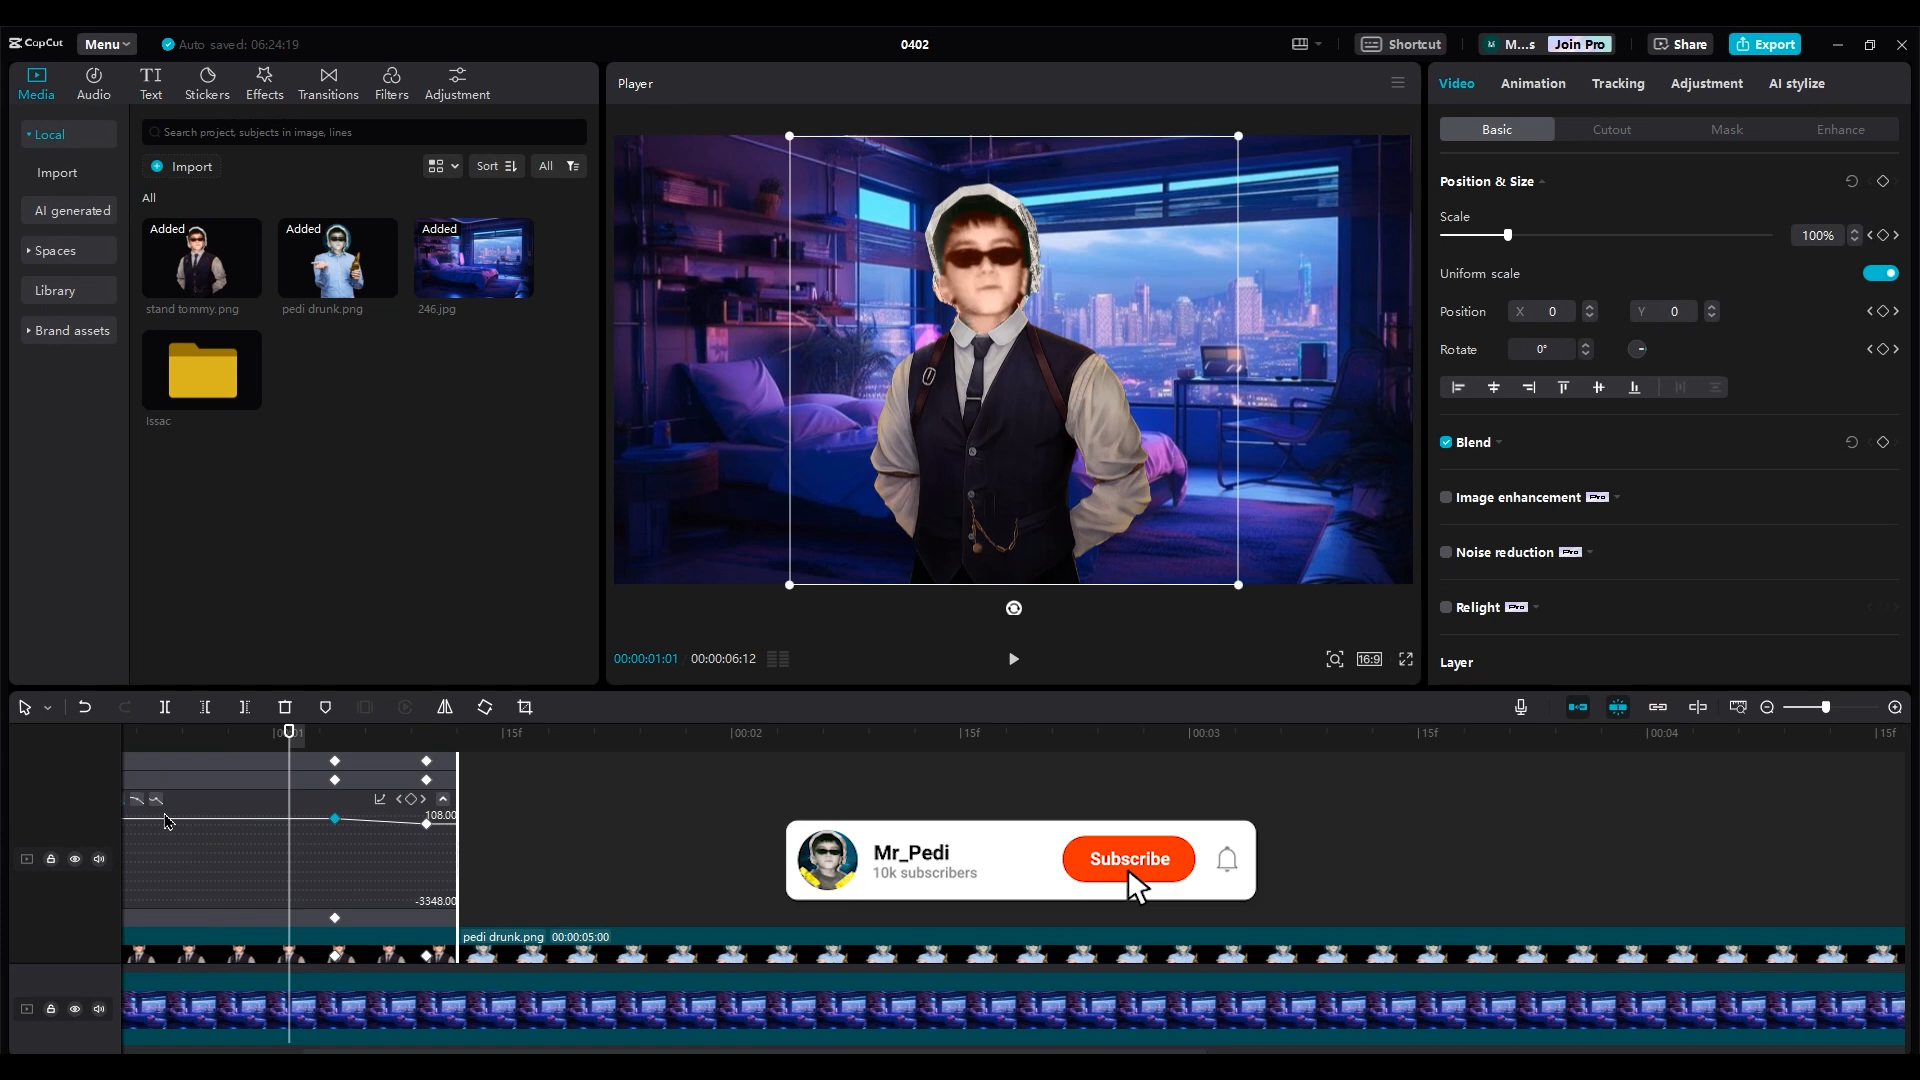 CapCut
Menu
Auto saved: 06:24:19
0402
Shortcut
M...s
Join Pro
Share
Export
Media
Audio
Text
Stickers
Effects
Transitions
Filters
Adjustment
Local
Import
AI generated
Spaces
Library
Brand assets
Search project, subjects in image, lines
Import
Sort
All
All
Added
Added
Added
stand tommy.png
pedi drunk.png
246.jpg
Issac
Player
00:00:01:01
00:00:06:12
16:9
Video
Animation
Tracking
Adjustment
AI stylize
Basic
Cutout
Mask
Enhance
Position & Size
Scale
100%
Uniform scale
Position
X 0
Y 0
Rotate
0°
Blend
Image enhancement Pro
Noise reduction Pro
Relight Pro
Layer
00:01
15f
00:02
15f
00:03
15f
00:04
15f
108.00
-3348.00
pedi drunk.png 00:00:05:00
Mr_Pedi
10k subscribers
Subscribe